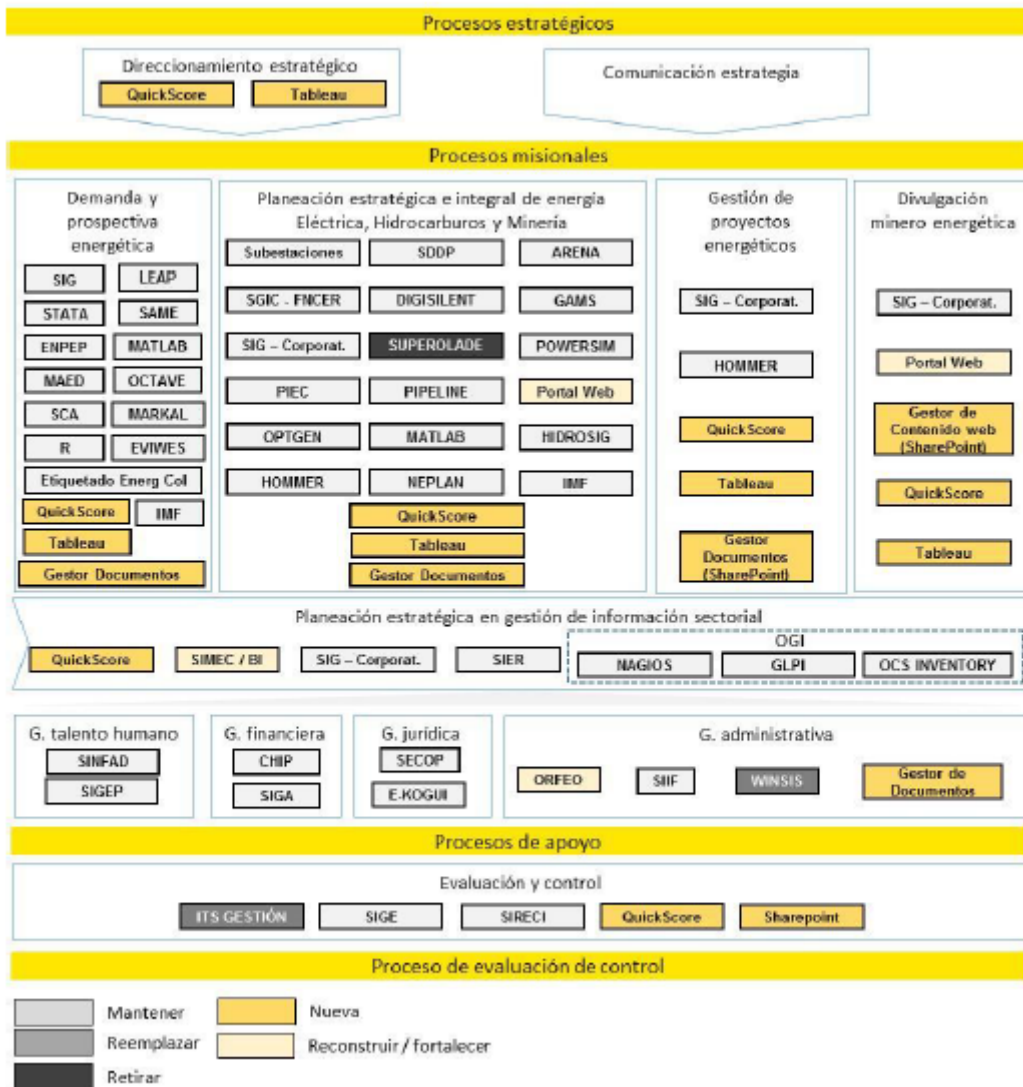 Procesos estratégicos
Direccionamiento estratégico
QuickScore
Tableau
Comunicación estrategia
Procesos misionales
Demanda y
prospectiva
energética
SIG
LEAP
STATA
SAME
ENPEP
MATLAB
MAED
OCTAVE
SCA
MARKAL
R
EVIWES
Etiquetado Energ Col
QuickScore
IMF
Tableau
Gestor Documentos
Planeación estratégica e integral de energía
Eléctrica, Hidrocarburos y Minería
Subestaciones
SDDP
ARENA
SGIC - FNCER
DIGISILENT
GAMS
SIG – Corporat.
SUPEROLADE
POWERSIM
PIEC
PIPELINE
Portal Web
OPTGEN
MATLAB
HIDROSIG
HOMMER
NEPLAN
IMF
QuickScore
Tableau
Gestor Documentos
Gestión de
proyectos
energéticos
SIG – Corporat.
HOMMER
QuickScore
Tableau
Gestor
Documentos
(SharePoint)
Divulgación
minero energética
SIG – Corporat.
Portal Web
Gestor de
Contenido web
(SharePoint)
QuickScore
Tableau
Planeación estratégica en gestión de información sectorial
QuickScore
SIMEC / BI
SIG – Corporat.
SIER
OGI
NAGIOS
GLPI
OCS INVENTORY
G. talento humano
SINFAD
SIGEP
G. financiera
CHIP
SIGA
G. jurídica
SECOP
E-KOGUI
G. administrativa
ORFEO
SIIF
WINSIS
Gestor de
Documentos
Procesos de apoyo
Evaluación y control
ITS GESTIÓN
SIGE
SIRECI
QuickScore
Sharepoint
Proceso de evaluación de control
Mantener
Nueva
Reemplazar
Reconstruir / fortalecer
Retirar